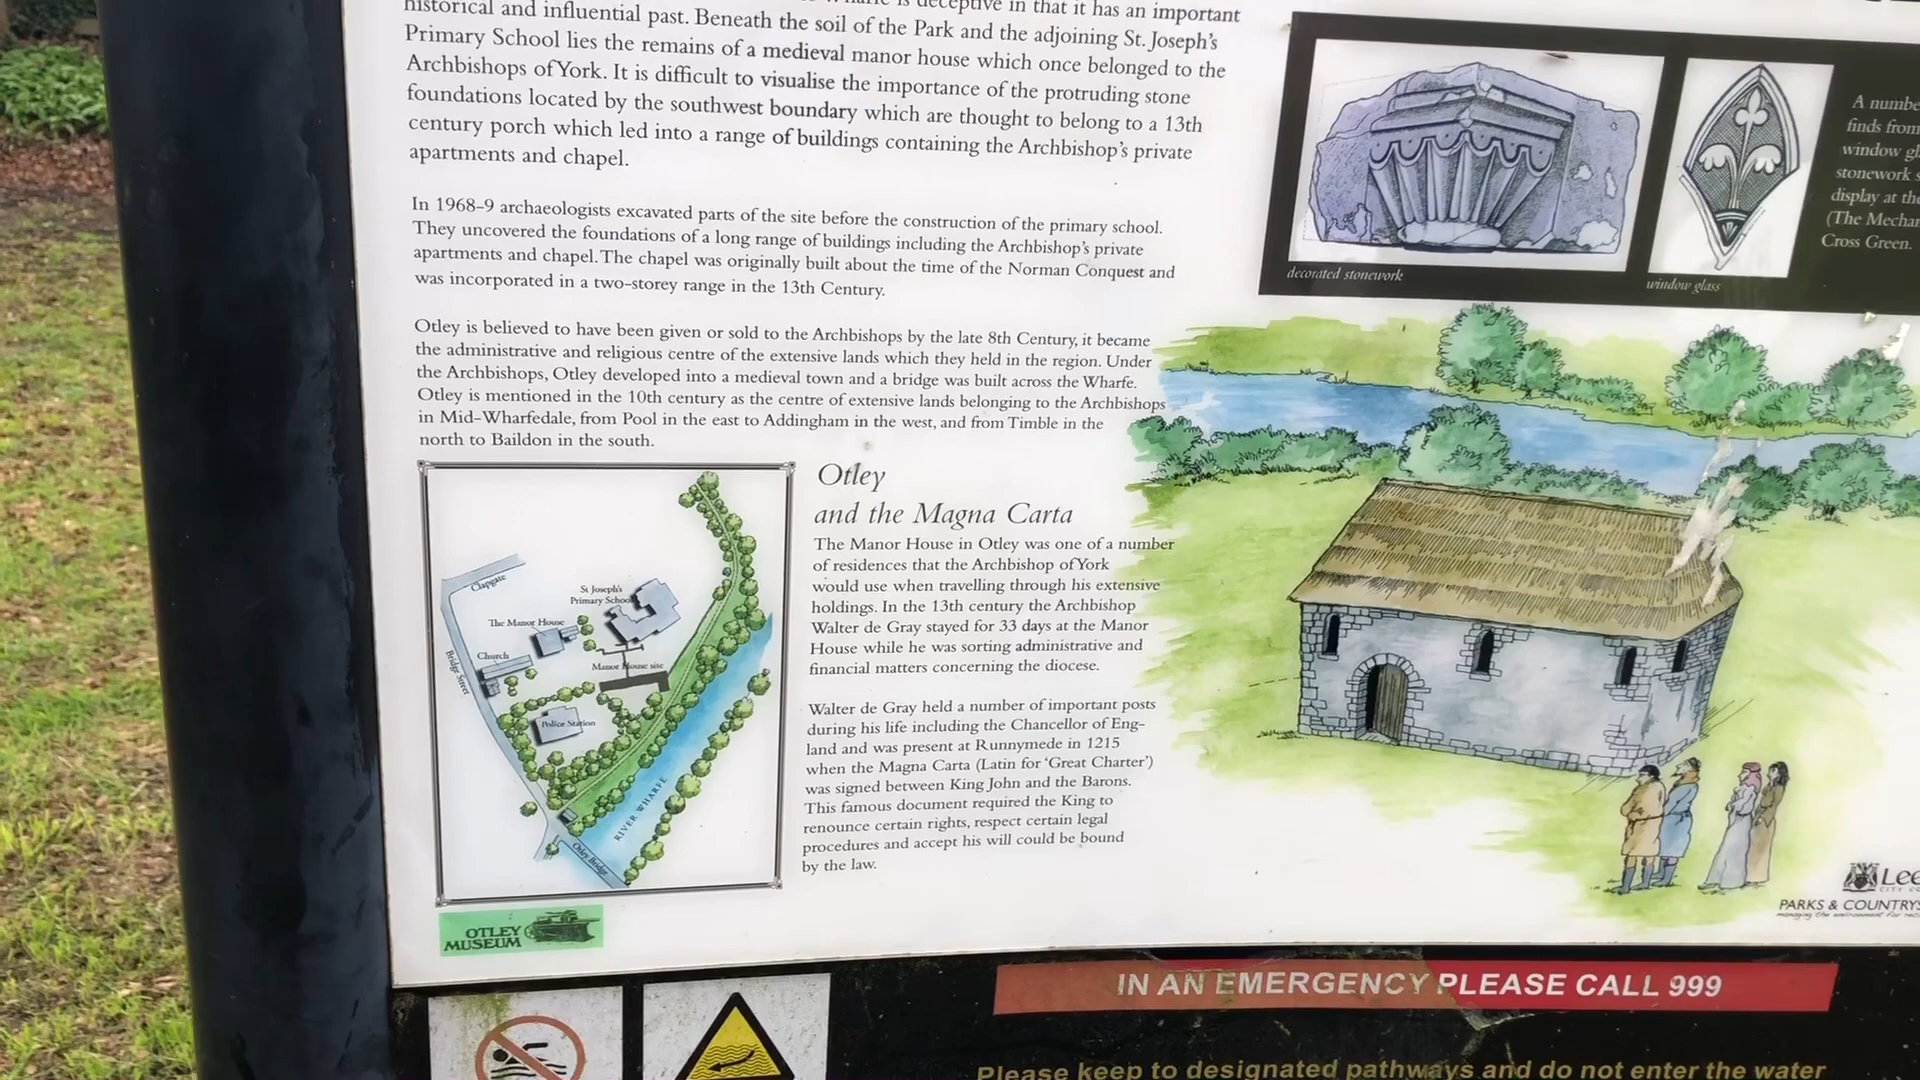 is deceptive in that it has an important
historical and influential past. Beneath the soil of the Park and the adjoining St. Joseph's
Primary School lies the remains of a medieval manor house which once belonged to the
Archbishops of York. It is difficult to visualise the importance of the protruding stone
foundations located by the southwest boundary which are thought to belong to a 13th
century porch which led into a range of buildings containing the Archbishop's private
apartments and chapel.
In 1968-9 archaeologists excavated parts of the site before the construction of the primary school.
They uncovered the foundations of a long range of buildings including the Archbishop's private
apartments and chapel. The chapel was originally built about the time of the Norman Conquest and
was incorporated in a two-storey range in the 13th Century.
Otley is believed to have been given or sold to the Archbishops by the late 8th Century, it became
the administrative and religious centre of the extensive lands which they held in the region. Under
the Archbishops, Otley developed into a medieval town and a bridge was built across the Wharfe.
Otley is mentioned in the 10th century as the centre of extensive lands belonging to the Archbishops
in Mid-Wharfedale, from Pool in the east to Addingham in the west, and from Timble in the
north to Baildon in the south.
decorated stonework
window glass
A numbe
finds from
window gl
stonework s
display at the
(The Mechan
Cross Green.
Clapgate
St Joseph's
Primary School
The Manor House
Church
Bridge Street
Manor House site
Police Station
RIVER WHARFE
Otley Bridge
OTLEY
MUSEUM
Otley
and the Magna Carta
The Manor House in Otley was one of a number
of residences that the Archbishop of York
would use when travelling through his extensive
holdings. In the 13th century the Archbishop
Walter de Gray stayed for 33 days at the Manor
House while he was sorting administrative and
financial matters concerning the diocese.
Walter de Gray held a number of important posts
during his life including the Chancellor of Eng-
land and was present at Runnymede in 1215
when the Magna Carta (Latin for 'Great Charter')
was signed between King John and the Barons.
This famous document required the King to
renounce certain rights, respect certain legal
procedures and accept his will could be bound
by the law.
Lee
CITY CO
PARKS & COUNTRYS
managing the environment for
IN AN EMERGENCY PLEASE CALL 999
Please keep to designated pathways and do not enter the water